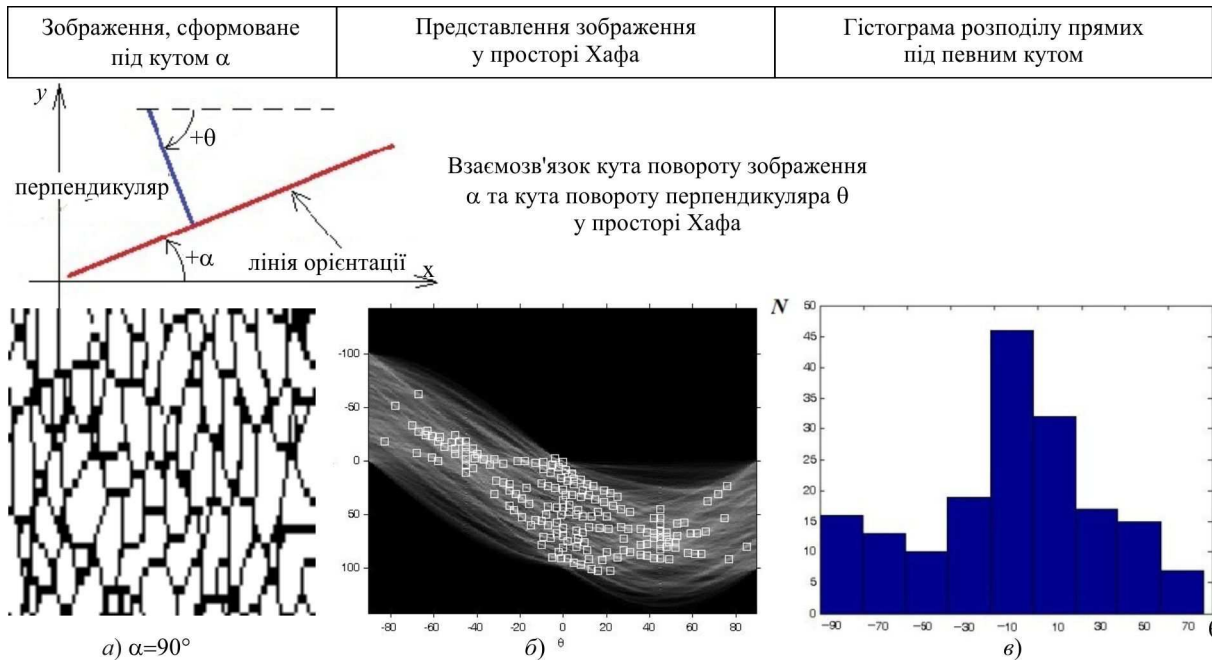 Зображення, сформоване
під кутом α
Представлення зображення
у просторі Хафа
Гістограма розподілу прямих
під певним кутом
y
+θ
перпендикуляр
+α
лінія орієнтації
x
Взаємозв'язок кута повороту зображення
α та кута повороту перпендикуляра θ
у просторі Хафа
-100
-50
0
50
100
-80 -60 -40 -20 0 20 40 60 80
θ
N
50
45
40
35
30
25
20
15
10
5
0
−90 −70 −50 −30 −10 10 30 50 70
а) α=90°
б)
в)